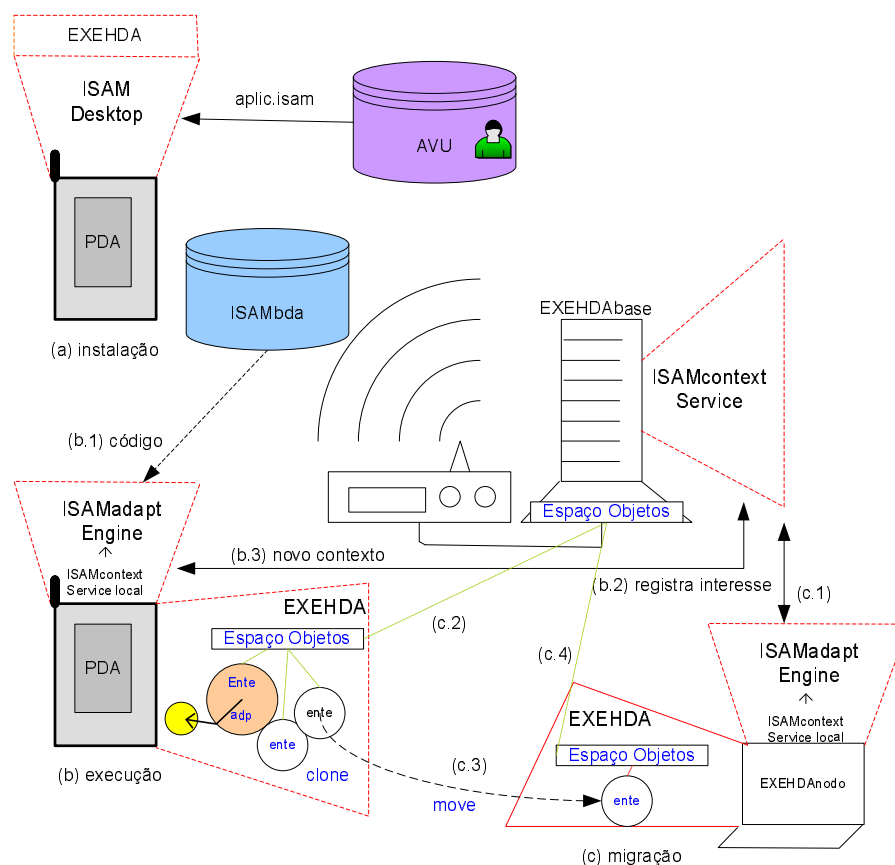 EXEHDA
ISAM
Desktop
aplic.isam
AVU
PDA
ISAMbda
(a) instalação
EXEHDAbase
ISAMcontext
Service
(b.1) código
ISAMadapt
Engine
ISAMcontext
Service local
Espaço Objetos
(b.3) novo contexto
(b.2) registra interesse
(c.1)
EXEHDA
(c.2)
Espaço Objetos
PDA
Ente
adp
ente
ente
clone
(b) execução
(c.3)
move
(c.4)
ISAMadapt
Engine
ISAMcontext
Service local
EXEHDA
Espaço Objetos
ente
EXEHDAnodo
(c) migração